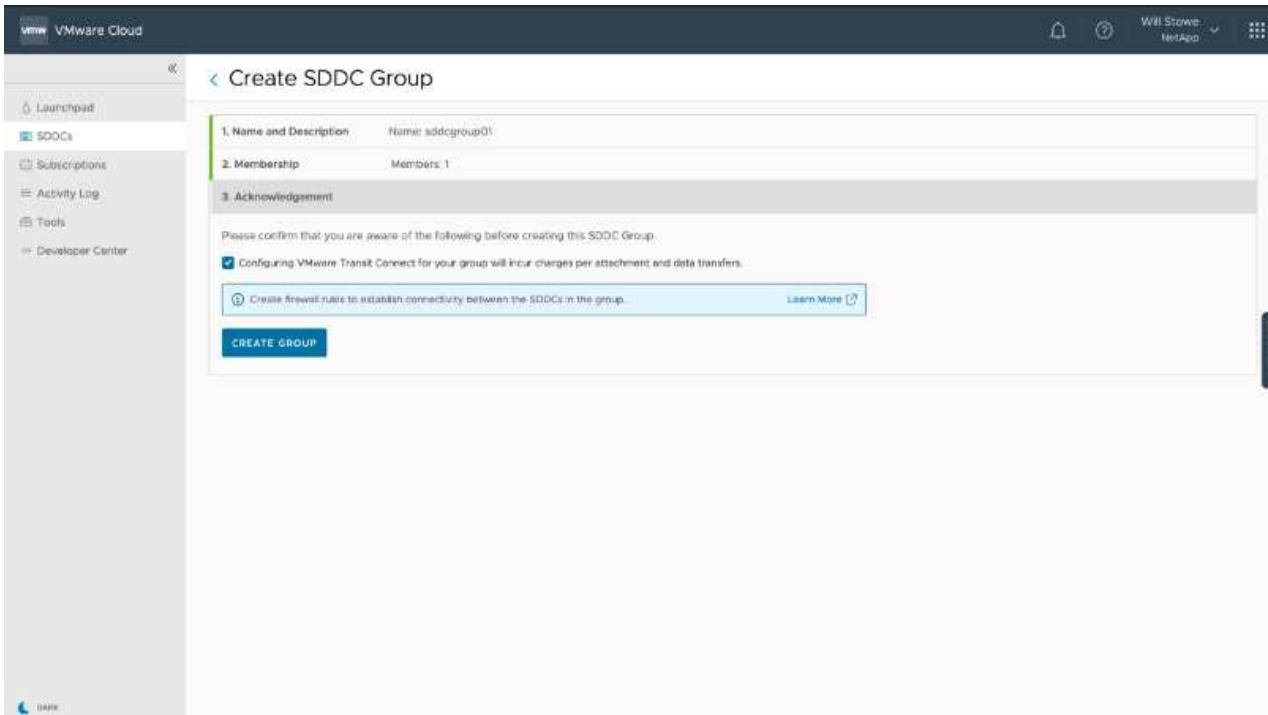 vmw VMware Cloud
Will Stowe
NetApp
Create SDDC Group
Launchpad
SDDCs
Subscriptions
Activity Log
Tools
Developer Center
1. Name and Description Name: sddcgroup01
2. Membership Members: 1
3. Acknowledgement
Please confirm that you are aware of the following before creating this SDDC Group.
Configuring VMware Transit Connect for your group will incur charges per attachment and data transfers.
Create firewall rules to establish connectivity between the SDDCs in the group. Learn More
CREATE GROUP
DARK